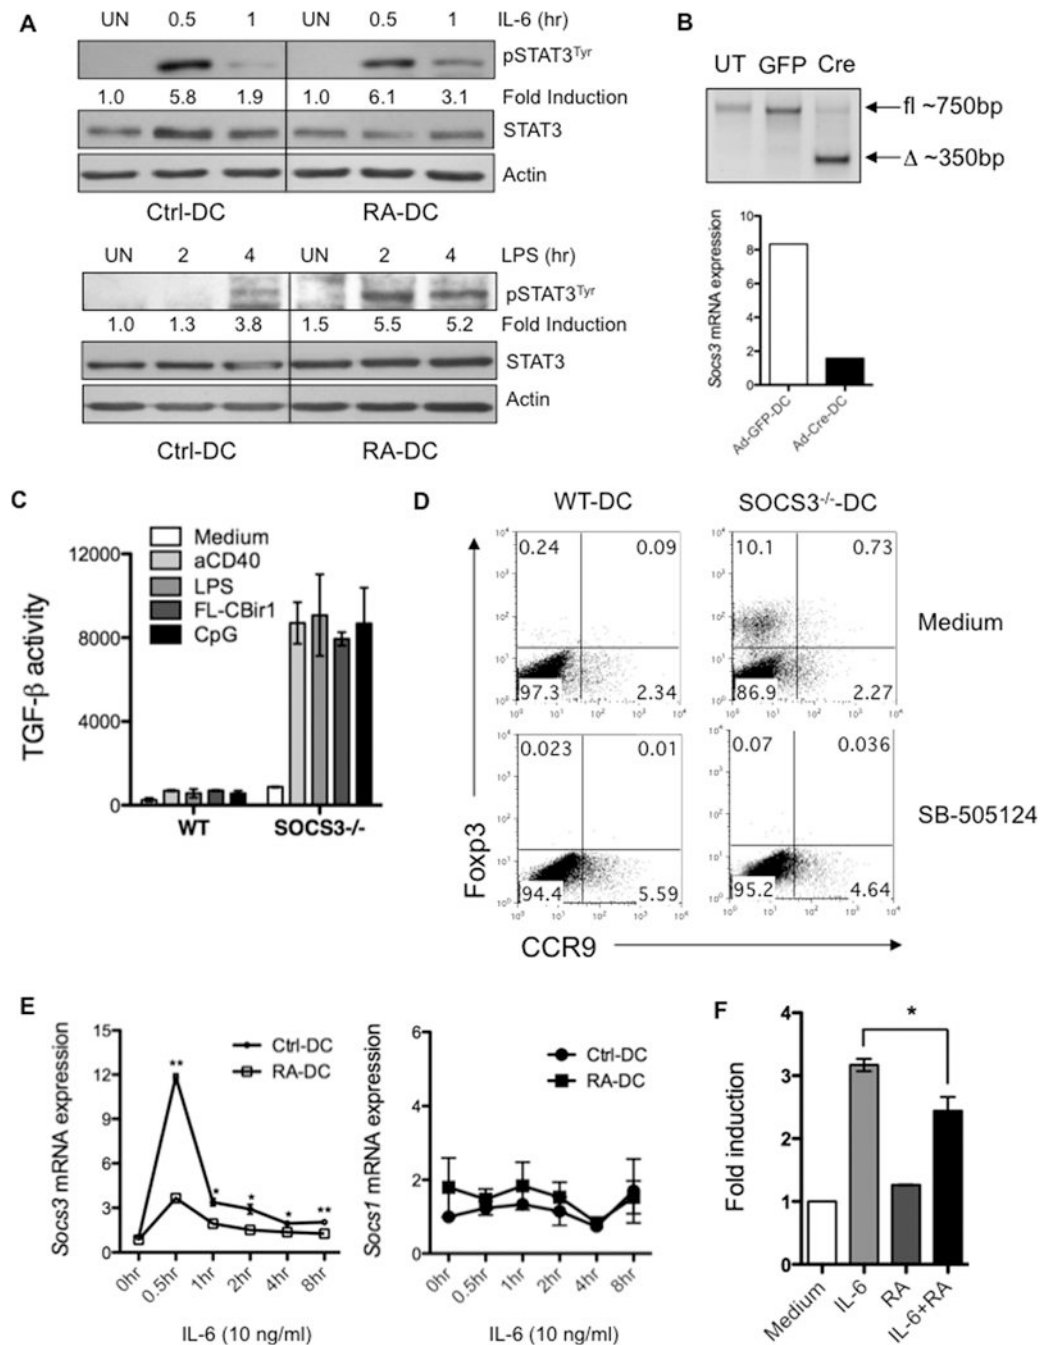 A
UN 0.5 1 UN 0.5 1 IL-6 (hr)
pSTAT3Tyr
1.0 5.8 1.9 1.0 6.1 3.1 Fold Induction
STAT3
Actin
Ctrl-DC RA-DC
UN 2 4 UN 2 4 LPS (hr)
pSTAT3Tyr
1.0 1.3 3.8 1.5 5.5 5.2 Fold Induction
STAT3
Actin
Ctrl-DC RA-DC
B
UT GFP Cre
fl ~750bp
Δ ~350bp
Socs3 mRNA expression
10
8
6
4
2
0
Ad-GFP-DC Ad-Cre-DC
C
Medium
aCD40
LPS
FL-CBir1
CpG
TGF-β activity
12000
8000
4000
0
WT SOCS3-/-
D
WT-DC SOCS3-/--DC
0.24 0.09 10.1 0.73
Medium
97.3 2.34 86.9 2.27
0.023 0.01 0.07 0.036
SB-505124
94.4 5.59 95.2 4.64
Foxp3
CCR9
E
Socs3 mRNA expression
15
12
9
6
3
0
Ctrl-DC
RA-DC
**
* * * **
0hr 0.5hr 1hr 2hr 4hr 8hr
IL-6 (10 ng/ml)
Socs1 mRNA expression
6
4
2
0
Ctrl-DC
RA-DC
0hr 0.5hr 1hr 2hr 4hr 8hr
IL-6 (10 ng/ml)
F
Fold induction
4
3
2
1
0
*
Medium IL-6 RA IL-6+RA